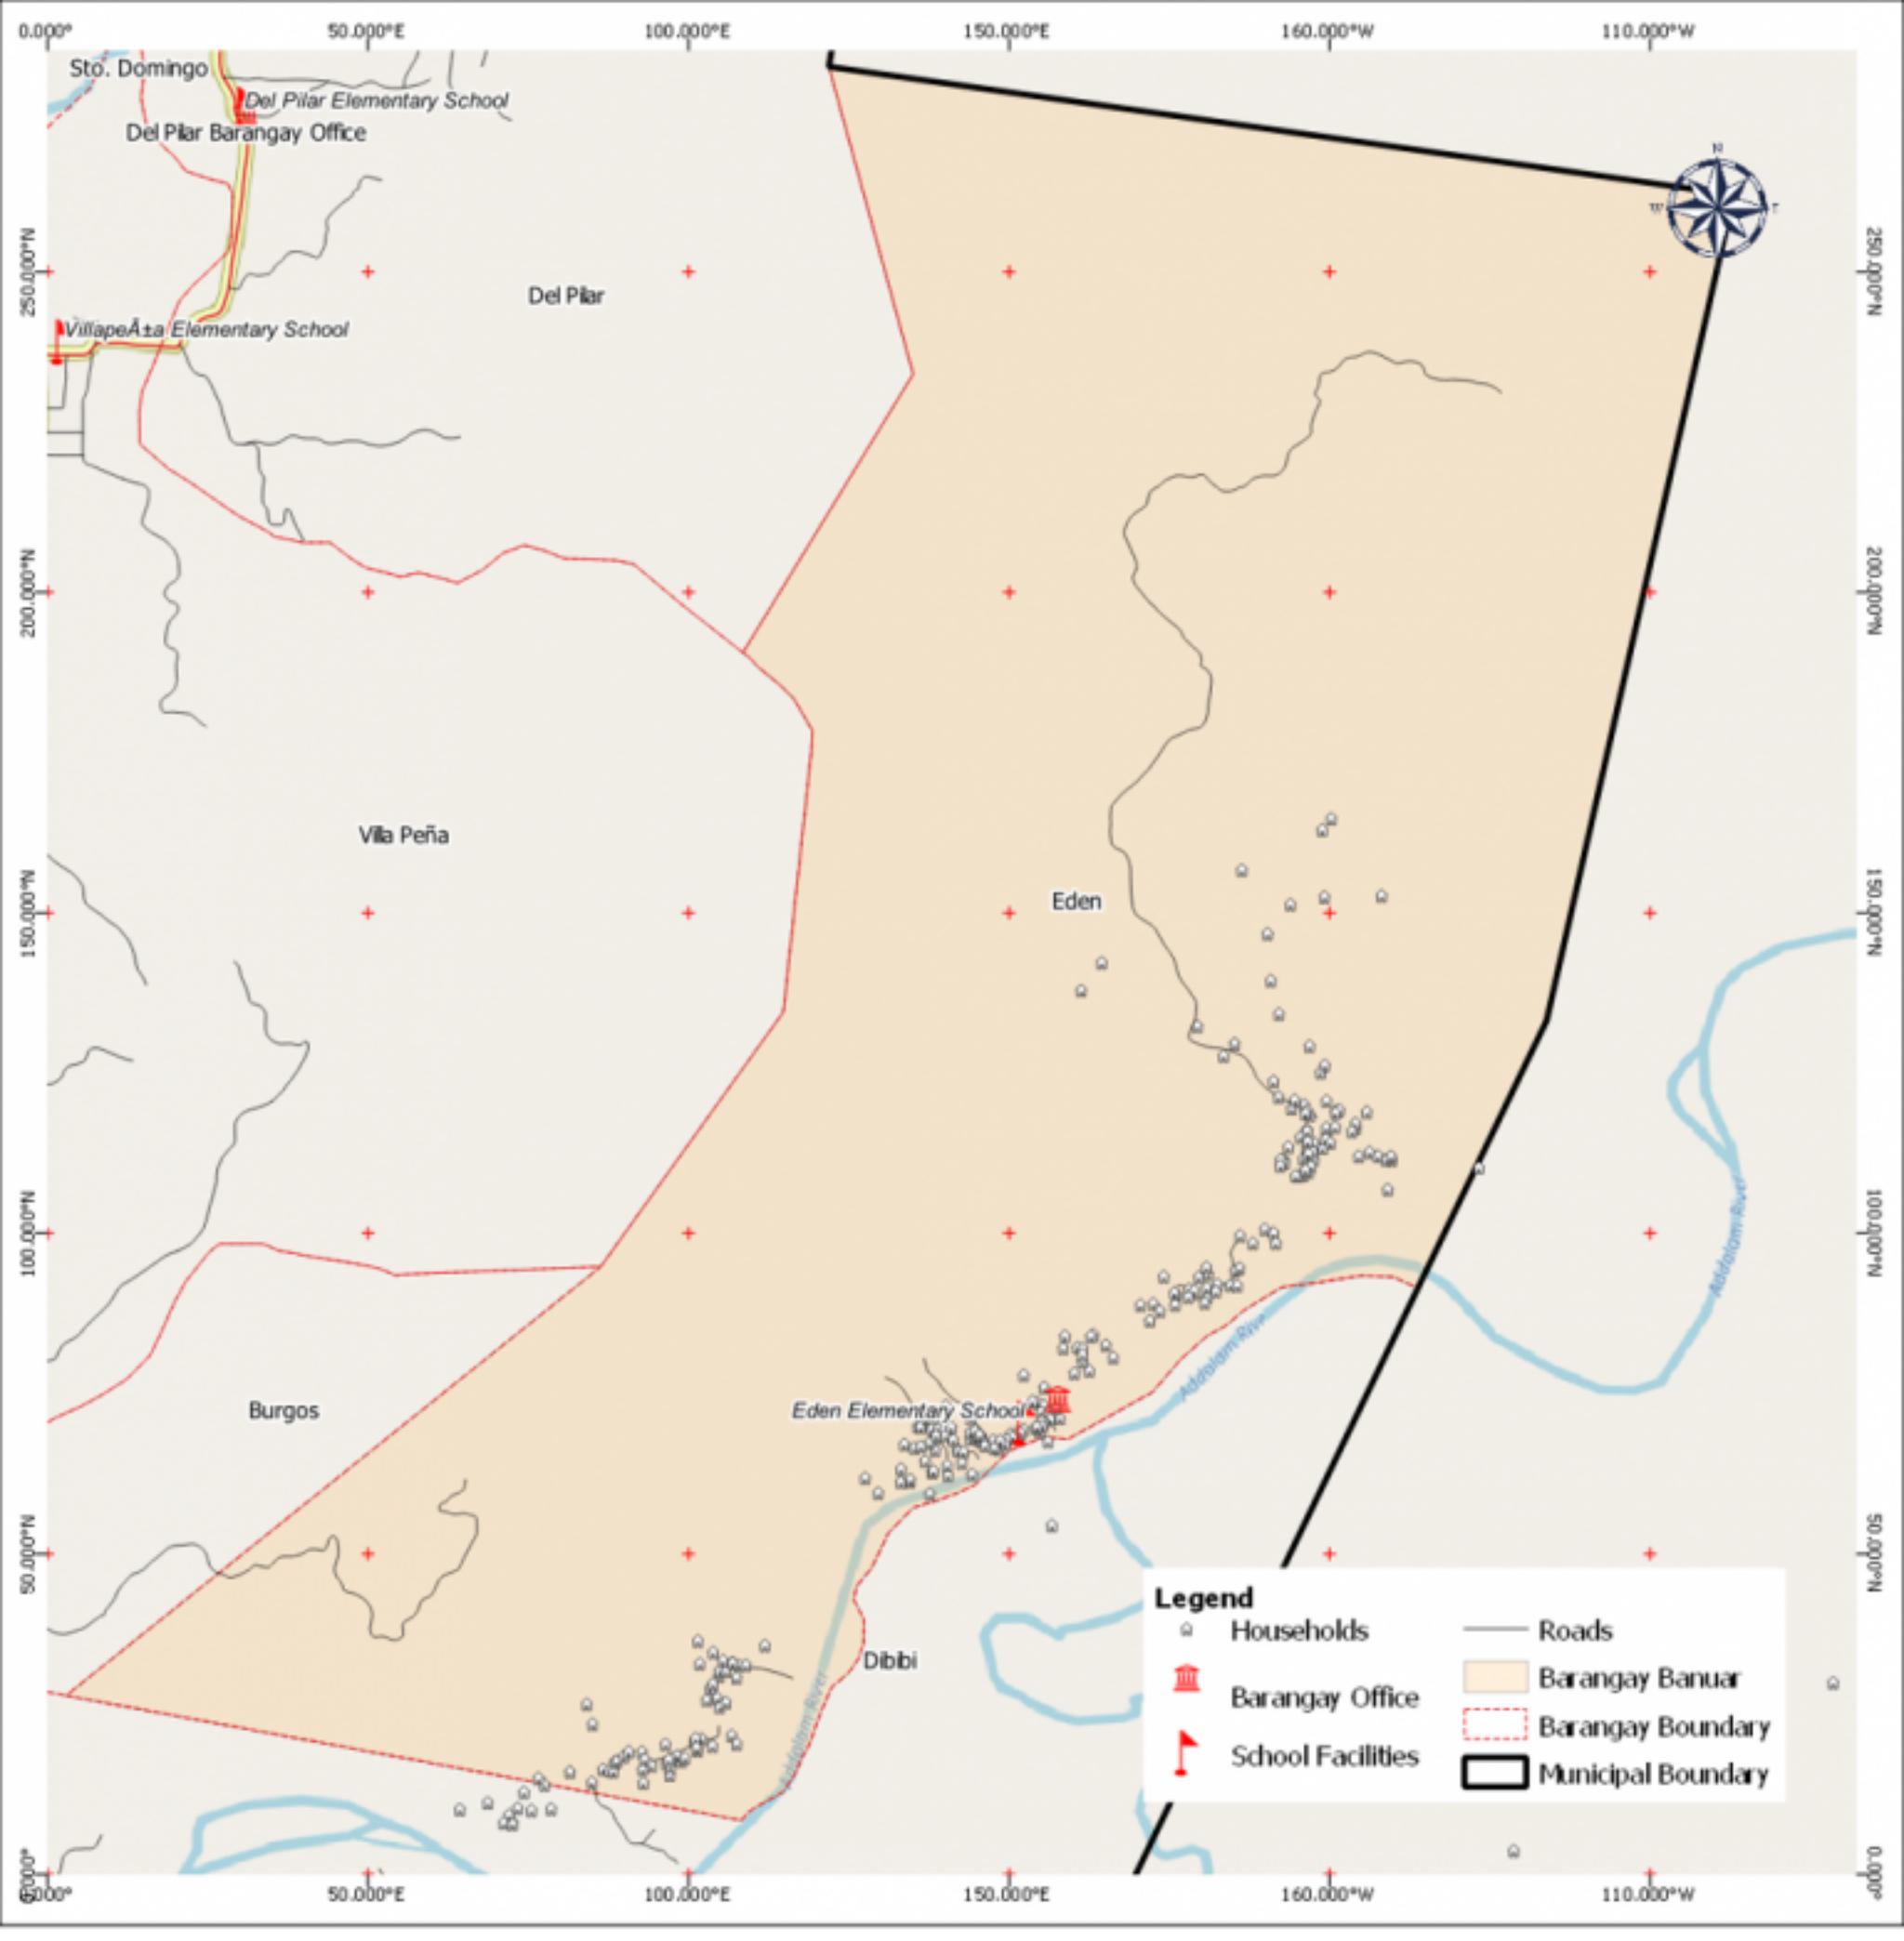 0.000° 50.000°E 100.000°E 150.000°E 160.000°W 110.000°W
Sto. Domingo
Del Pilar Elementary School
Del Pilar Barangay Office
N
W E
250.000°N 250.000°N
Del Pilar
VillapeÃ±a Elementary School
200.000°N 200.000°N
Villa Peña
150.000°N Eden 150.000°N
100.000°N 100.000°N
Addalam River
Addalam Rive
Burgos
Eden Elementary School
50.000°N 50.000°N
Dibibi
Addalam River
Legend
Households Roads
Barangay Banuar
Barangay Office
Barangay Boundary
School Facilities
Municipal Boundary
0.000°
0.000° 50.000°E 100.000°E 150.000°E 160.000°W 110.000°W